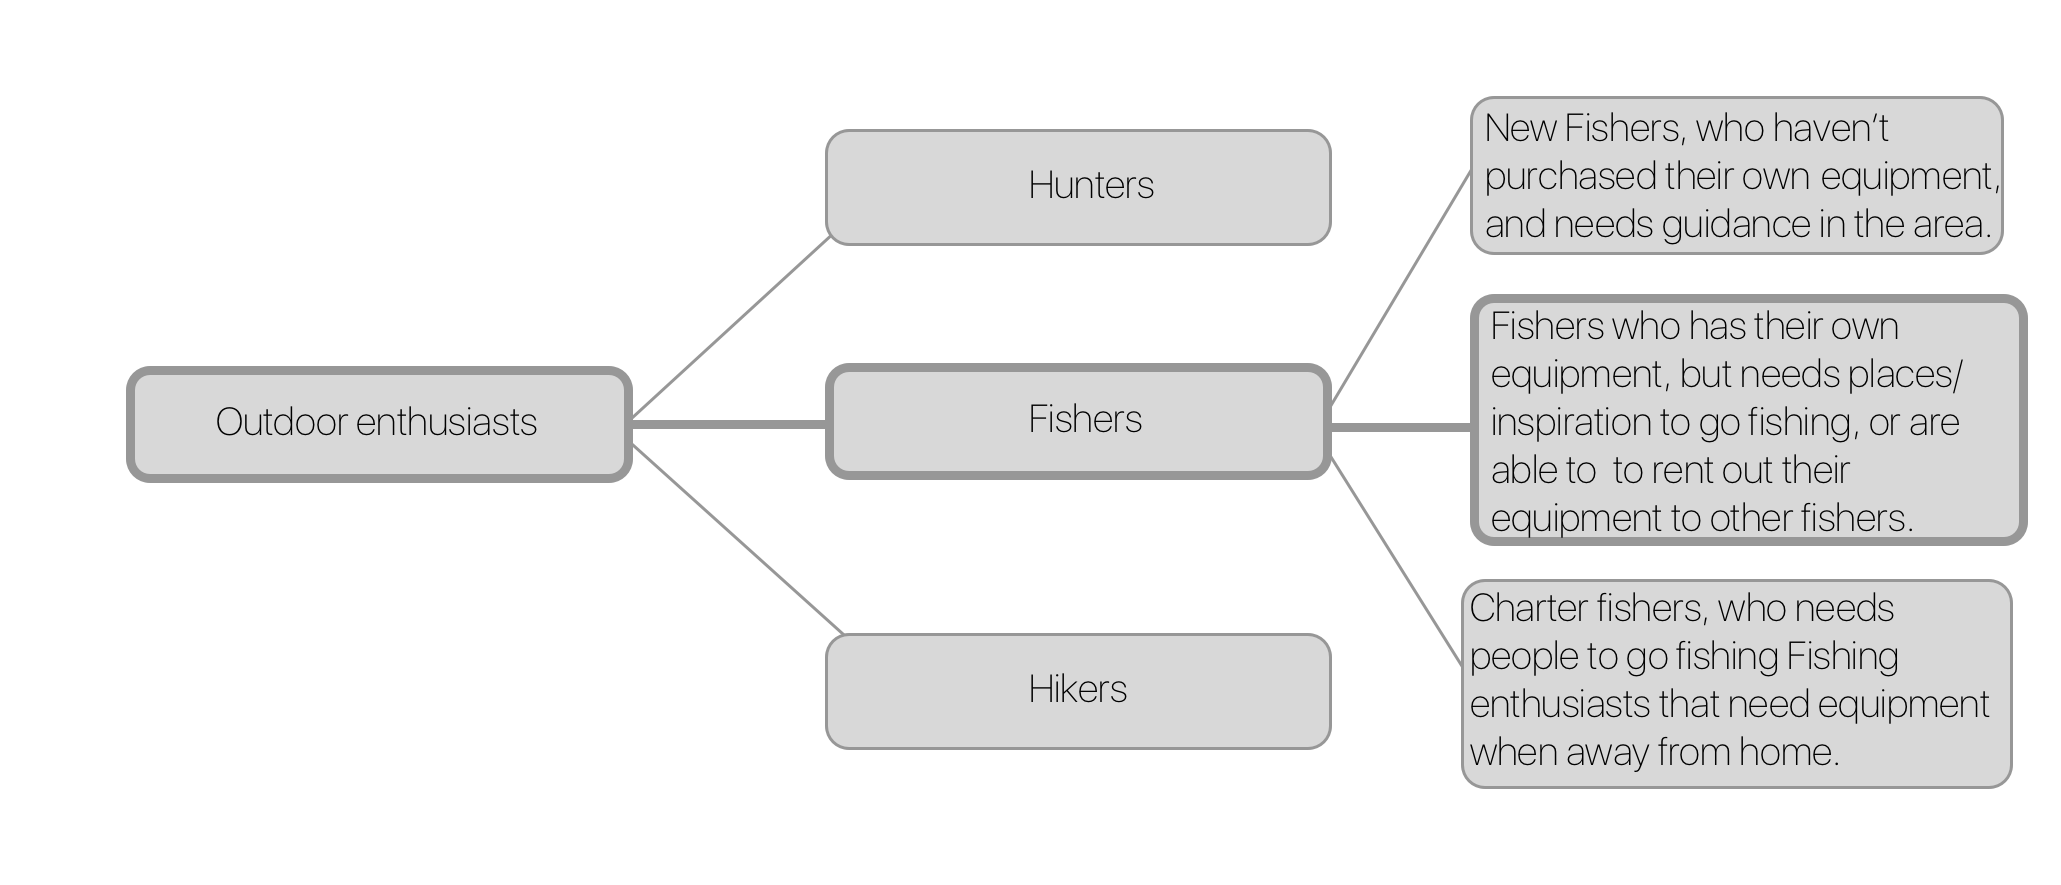 Outdoor enthusiasts
Hunters
Fishers
Hikers
New Fishers, who haven’t
purchased their own equipment,
and needs guidance in the area.
Fishers who has their own
equipment, but needs places/
inspiration to go fishing, or are
able to  to rent out their
equipment to other fishers.
Charter fishers, who needs
people to go fishing Fishing
enthusiasts that need equipment
when away from home.